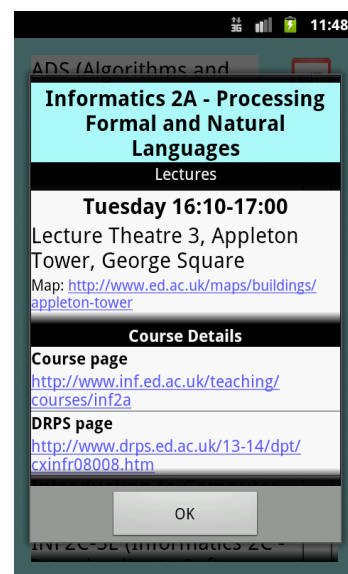 3G 11:48
ADS (Algorithms and
Informatics 2A - Processing
Formal and Natural
Languages
Lectures
Tuesday 16:10-17:00
Lecture Theatre 3, Appleton
Tower, George Square
Map: http://www.ed.ac.uk/maps/buildings/
appleton-tower
Course Details
Course page
http://www.inf.ed.ac.uk/teaching/
courses/inf2a
DRPS page
http://www.drps.ed.ac.uk/13-14/dpt/
cxinfr08008.htm
OK
INF2C-SE (Informatics 2C -